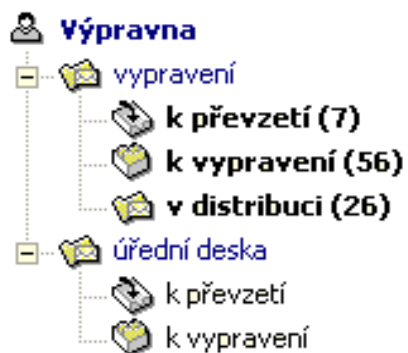 Výpravna
vypravení
k převzetí (7)
k vypravení (56)
v distribuci (26)
úřední deska
k převzetí
k vypravení